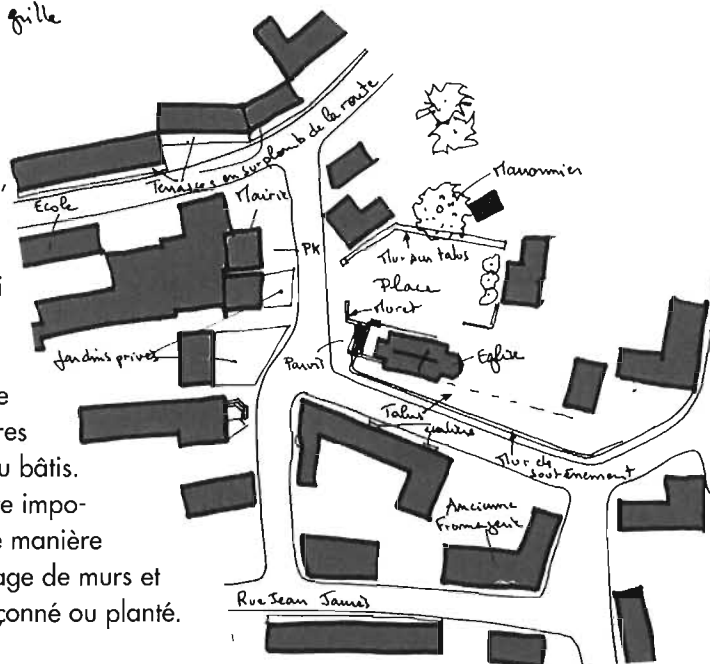 grille
Terrasses en surplomb de la route
Ecole
Mairie
PK
Marronnier
Mur sur talus
Place
Muret
Jardins privés
Parvis
Eglise
Talus
Mur de
soutènement
Ancienne
Fromagerie
Rue Jean Jaurès
e
res
u bâtis.
re impo-
e manière
age de murs et
çonné ou planté.